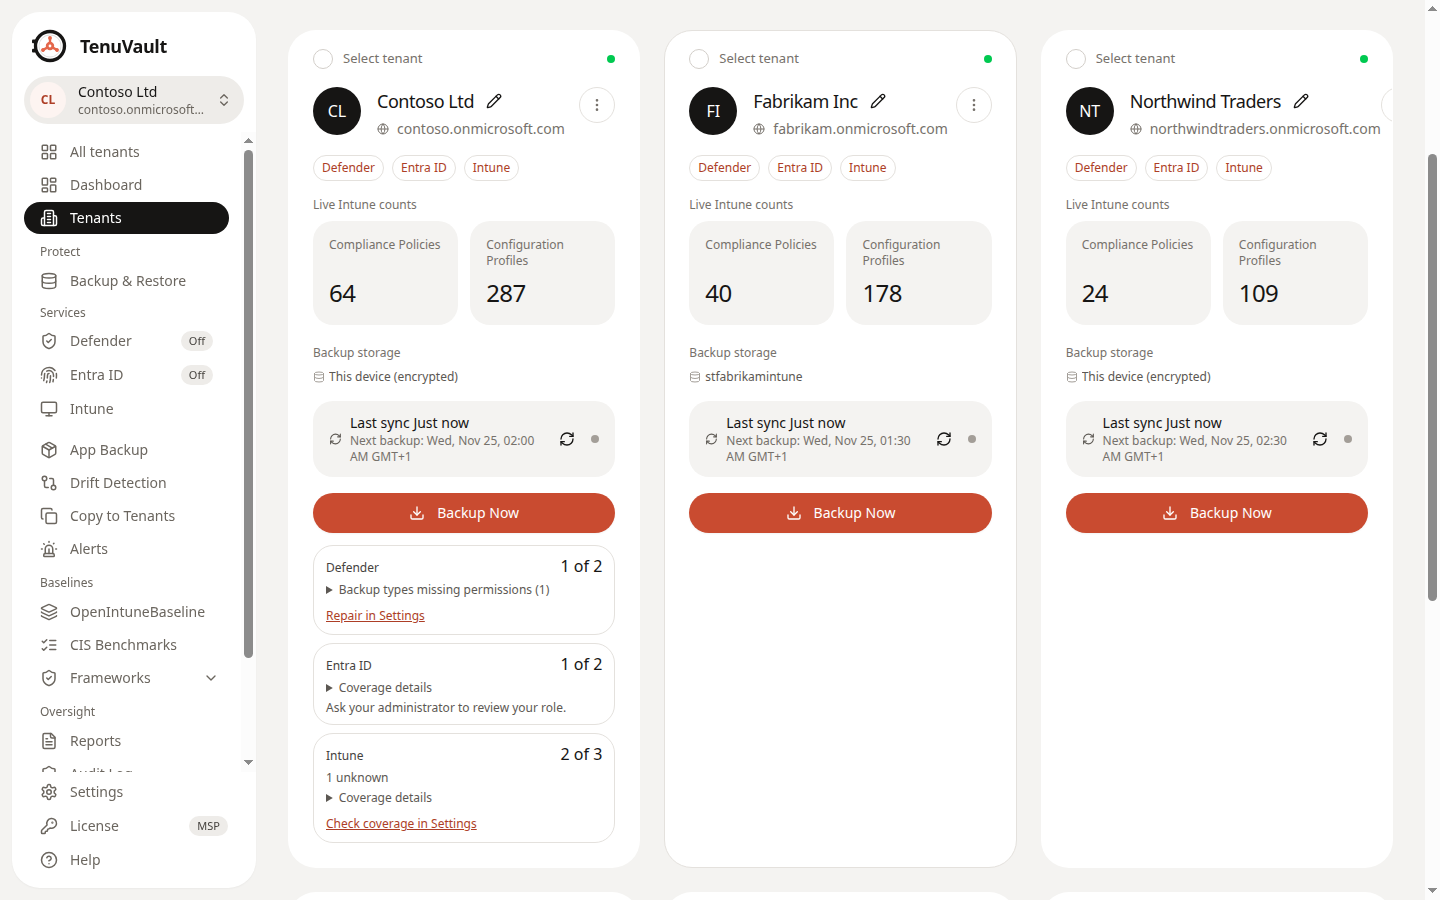 TenuVault
CL
Contoso Ltd
contoso.onmicrosoft...
All tenants
Dashboard
Tenants
Protect
Backup & Restore
Services
Defender Off
Entra ID Off
Intune
App Backup
Drift Detection
Copy to Tenants
Alerts
Baselines
OpenIntuneBaseline
CIS Benchmarks
Frameworks
Oversight
Reports
Audit Log
Settings
License MSP
Help
Select tenant
CL
Contoso Ltd
contoso.onmicrosoft.com
Defender Entra ID Intune
Live Intune counts
Compliance Policies
64
Configuration
Profiles
287
Backup storage
This device (encrypted)
Last sync Just now
Next backup: Wed, Nov 25, 02:00
AM GMT+1
Backup Now
Defender 1 of 2
Backup types missing permissions (1)
Repair in Settings
Entra ID 1 of 2
Coverage details
Ask your administrator to review your role.
Intune 2 of 3
1 unknown
Coverage details
Check coverage in Settings
Select tenant
FI
Fabrikam Inc
fabrikam.onmicrosoft.com
Defender Entra ID Intune
Live Intune counts
Compliance Policies
40
Configuration
Profiles
178
Backup storage
stfabrikamintune
Last sync Just now
Next backup: Wed, Nov 25, 01:30
AM GMT+1
Backup Now
Select tenant
NT
Northwind Traders
northwindtraders.onmicrosoft.com
Defender Entra ID Intune
Live Intune counts
Compliance Policies
24
Configuration
Profiles
109
Backup storage
This device (encrypted)
Last sync Just now
Next backup: Wed, Nov 25, 02:30
AM GMT+1
Backup Now